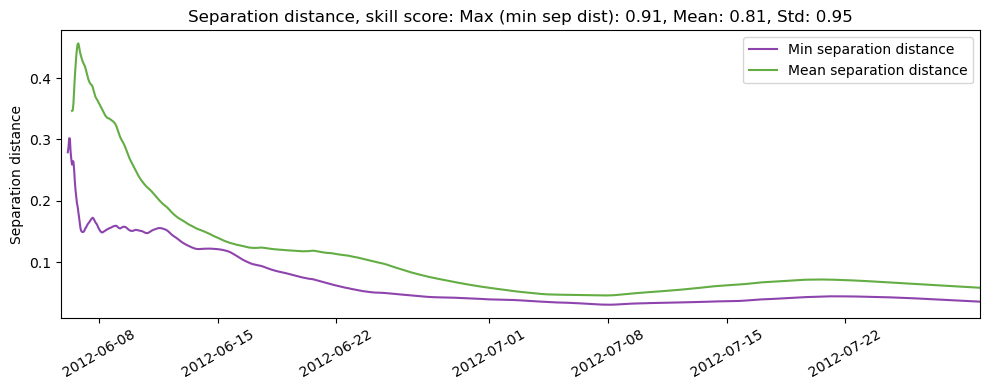 Separation distance, skill score: Max (min sep dist): 0.91, Mean: 0.81, Std: 0.95
Min separation distance
Mean separation distance
Separation distance
0.4
0.3
0.2
0.1
2012-06-08
2012-06-15
2012-06-22
2012-07-01
2012-07-08
2012-07-15
2012-07-22